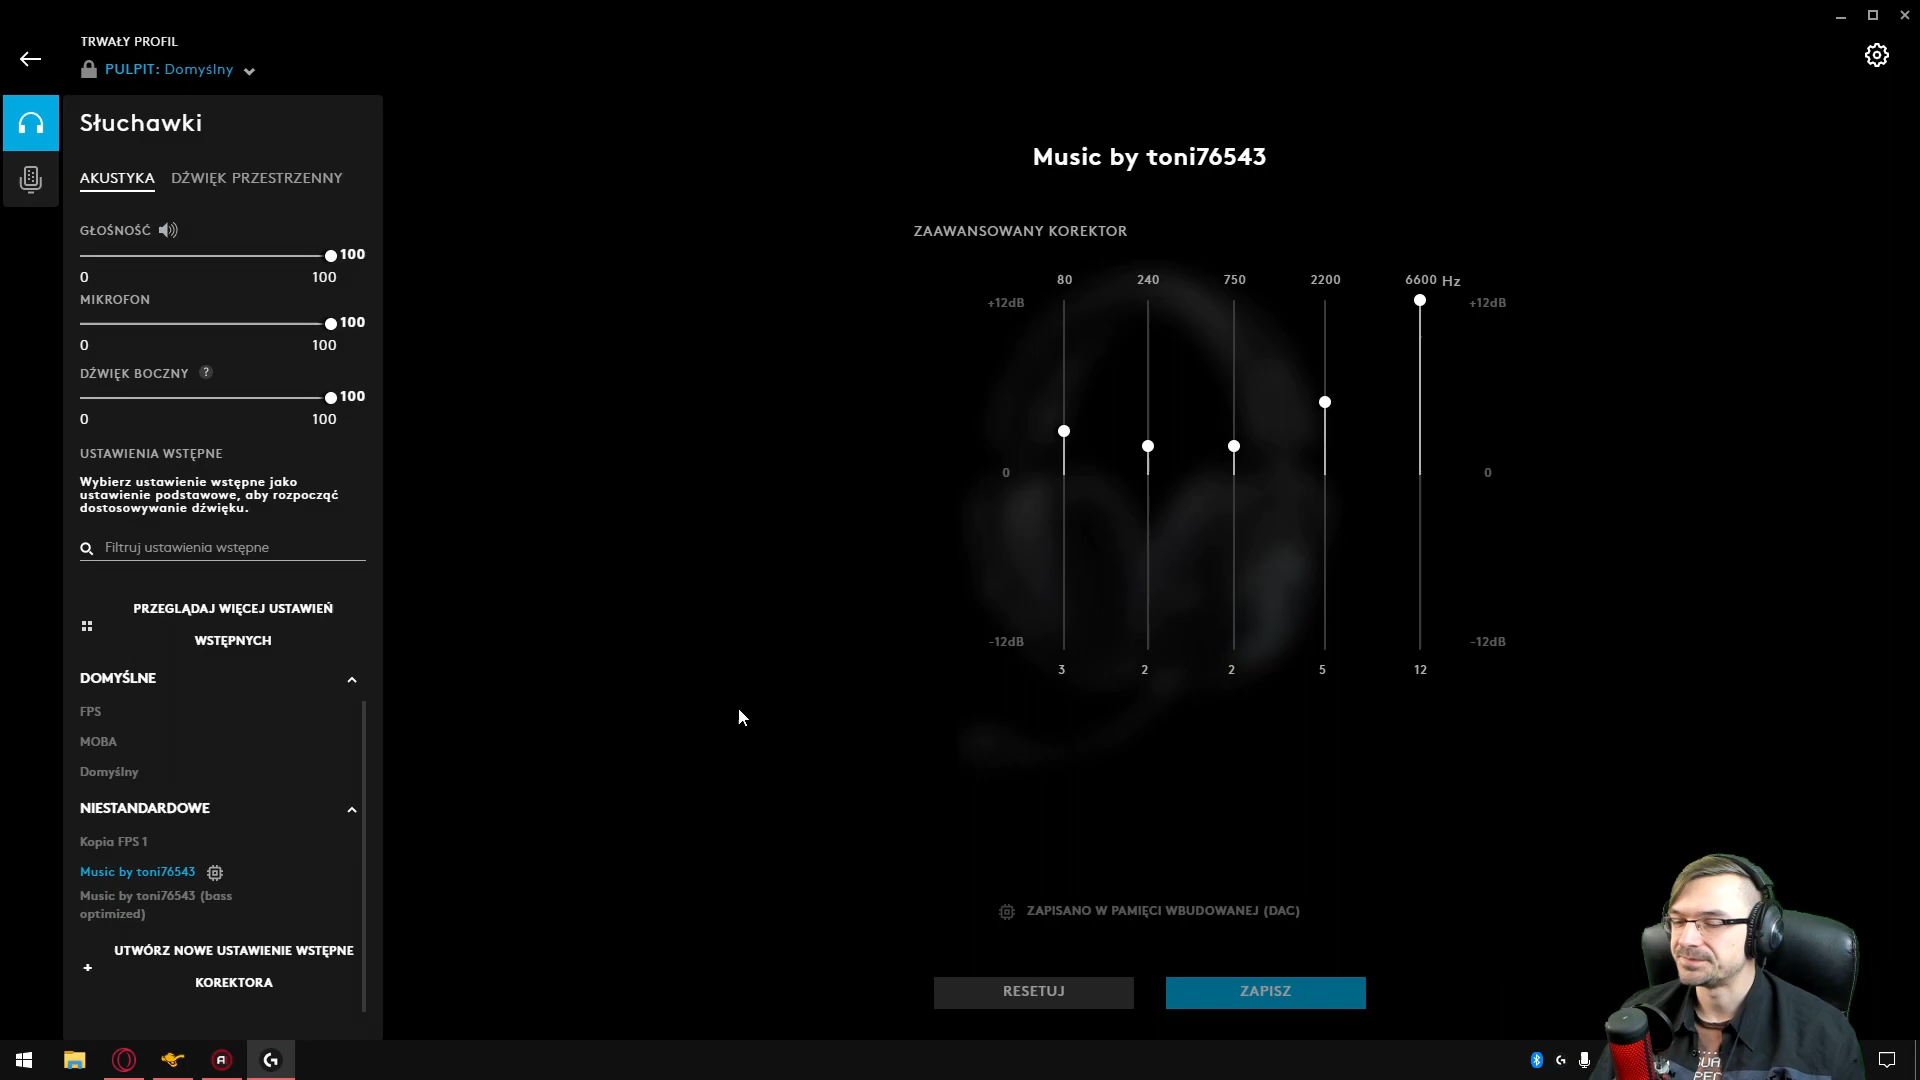 TRWAŁY PROFIL
PULPIT: Domyślny
Słuchawki
AKUSTYKA DŹWIĘK PRZESTRZENNY
GŁOŚNOŚĆ
100
0 100
MIKROFON
100
0 100
DŹWIĘK BOCZNY ?
100
0 100
USTAWIENIA WSTĘPNE
Wybierz ustawienie wstępne jako
ustawienie podstawowe, aby rozpocząć
dostosowywanie dźwięku.
Filtruj ustawienia wstępne
PRZEGLĄDAJ WIĘCEJ USTAWIEŃ
WSTĘPNYCH
DOMYŚLNE
FPS
MOBA
Domyślny
NIESTANDARDOWE
Kopia FPS 1
Music by toni76543
Music by toni76543 (bass
optimized)
+ UTWÓRZ NOWE USTAWIENIE WSTĘPNE
KOREKTORA
Music by toni76543
ZAAWANSOWANY KOREKTOR
80 240 750 2200 6600 Hz
+12dB +12dB
0 0
-12dB -12dB
3 2 2 5 12
ZAPISANO W PAMIĘCI WBUDOWANEJ (DAC)
RESETUJ ZAPISZ